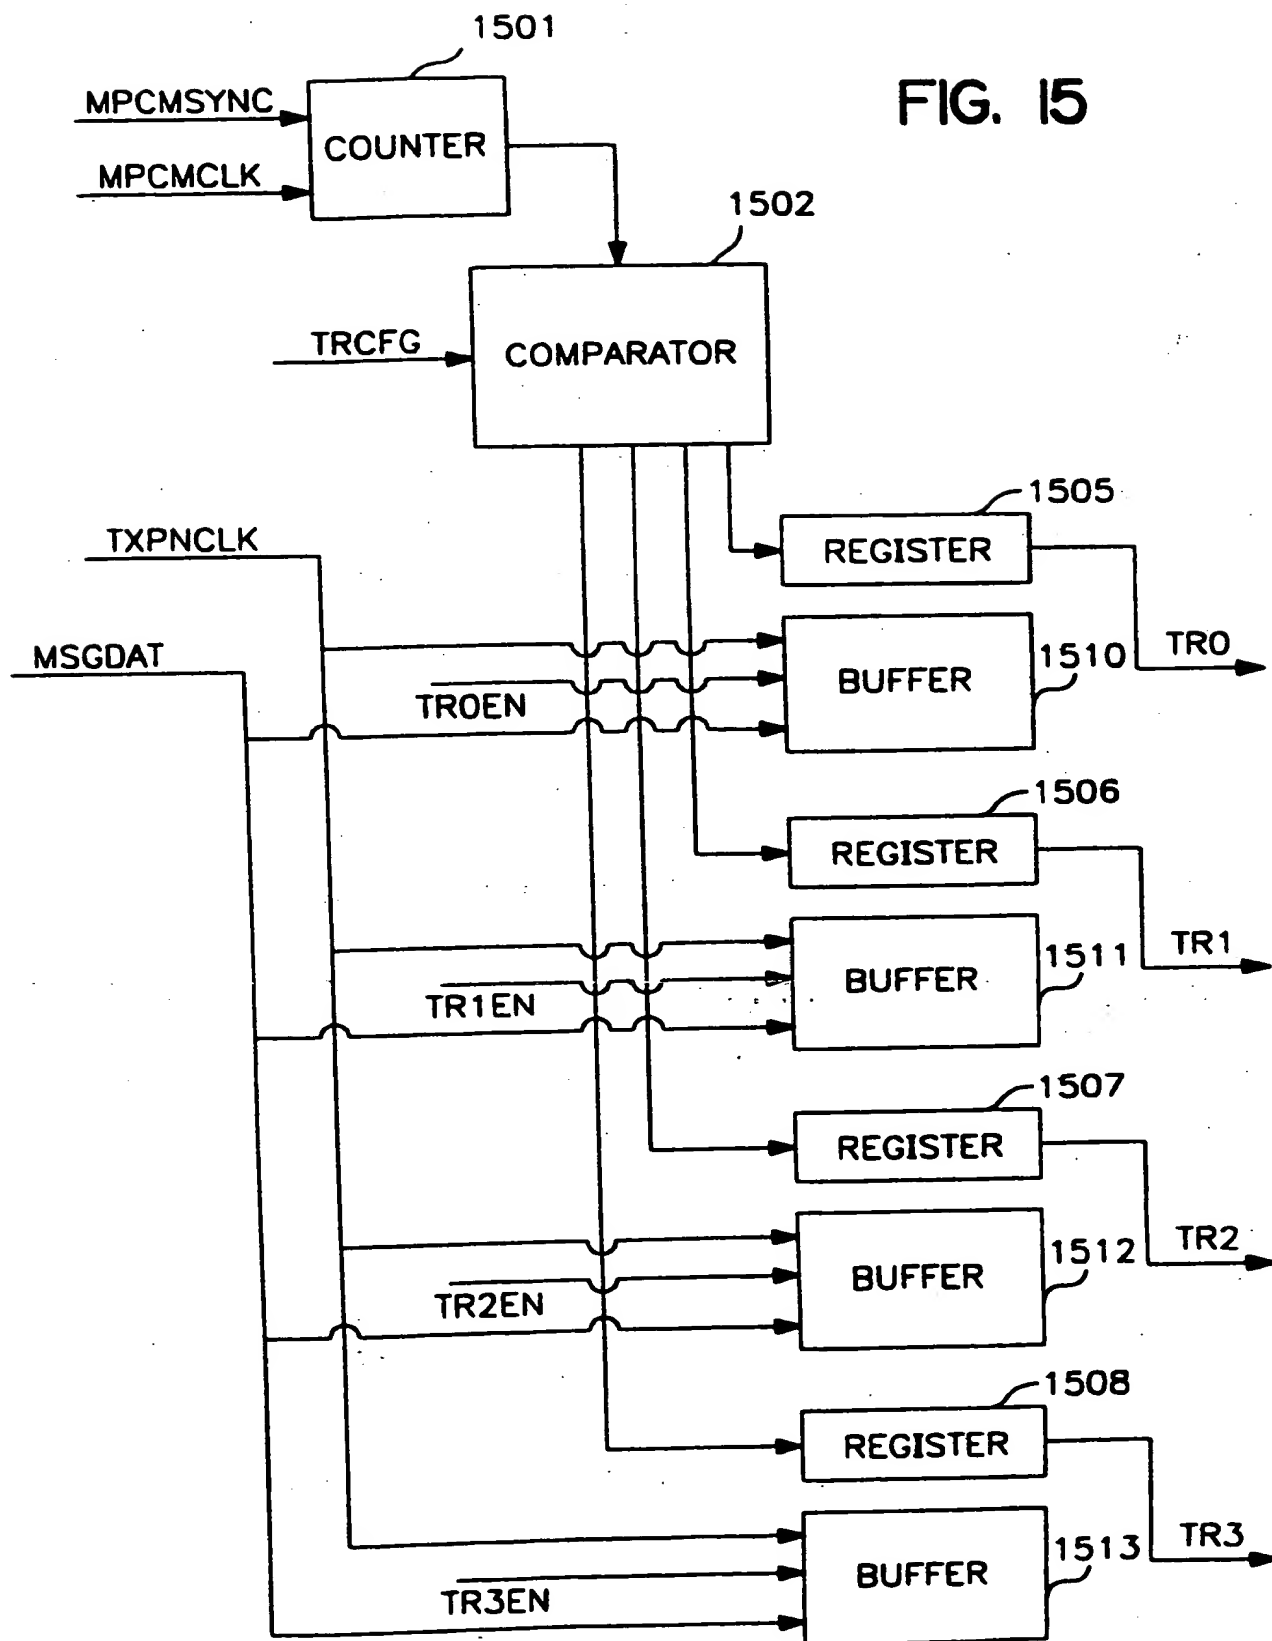 1501
FIG. 15
MPCMSYNC
COUNTER
MPCMCLK
1502
TRCFG
COMPARATOR
1505
TXPNCLK
REGISTER
MSGDAT
BUFFER
1510
TR0
TR0EN
1506
REGISTER
BUFFER
1511
TR1
TR1EN
1507
REGISTER
BUFFER
1512
TR2
TR2EN
1508
REGISTER
BUFFER
1513
TR3
TR3EN